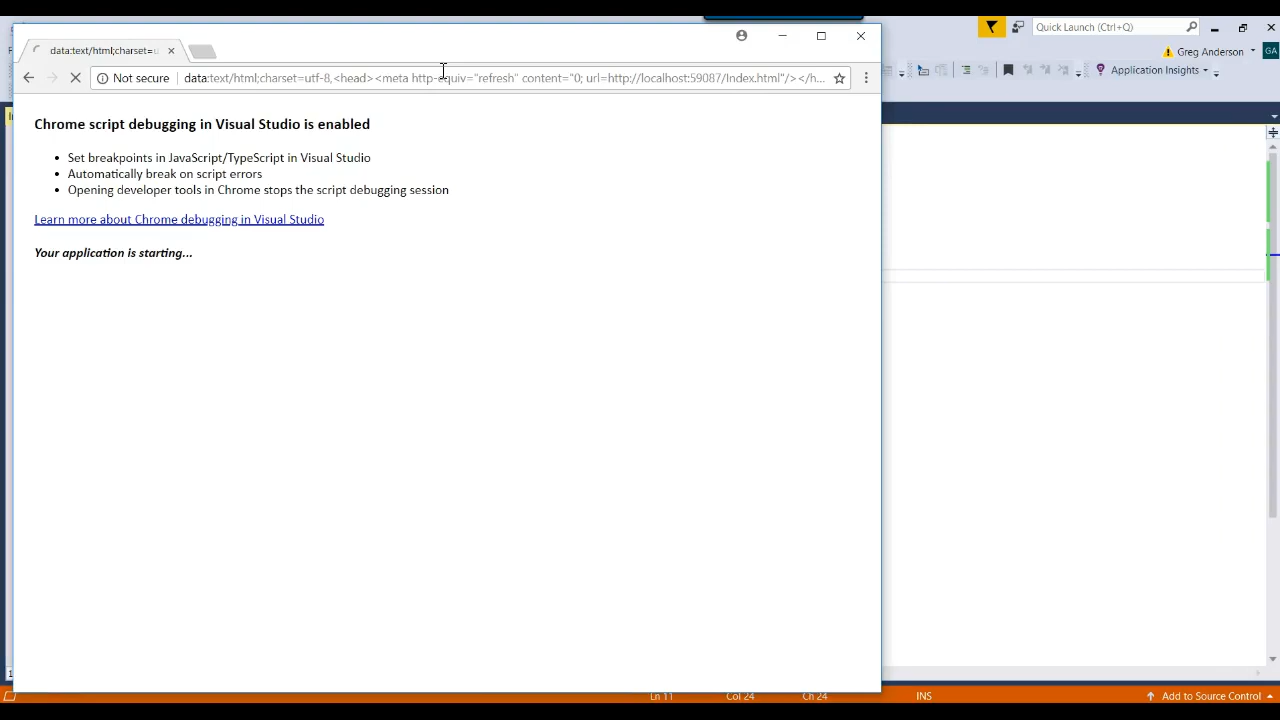 data:text/html;charset=u
Quick Launch (Ctrl+Q)
Greg Anderson
GA
Not secure
data:text/html;charset=utf-8,<head><meta http-equiv="refresh" content="0; url=http://localhost:59087/Index.html"/></h...
Application Insights
Chrome script debugging in Visual Studio is enabled
Set breakpoints in JavaScript/TypeScript in Visual Studio
Automatically break on script errors
Opening developer tools in Chrome stops the script debugging session
Learn more about Chrome debugging in Visual Studio
Your application is starting...
Ln 11
Col 24
Ch 24
INS
Add to Source Control